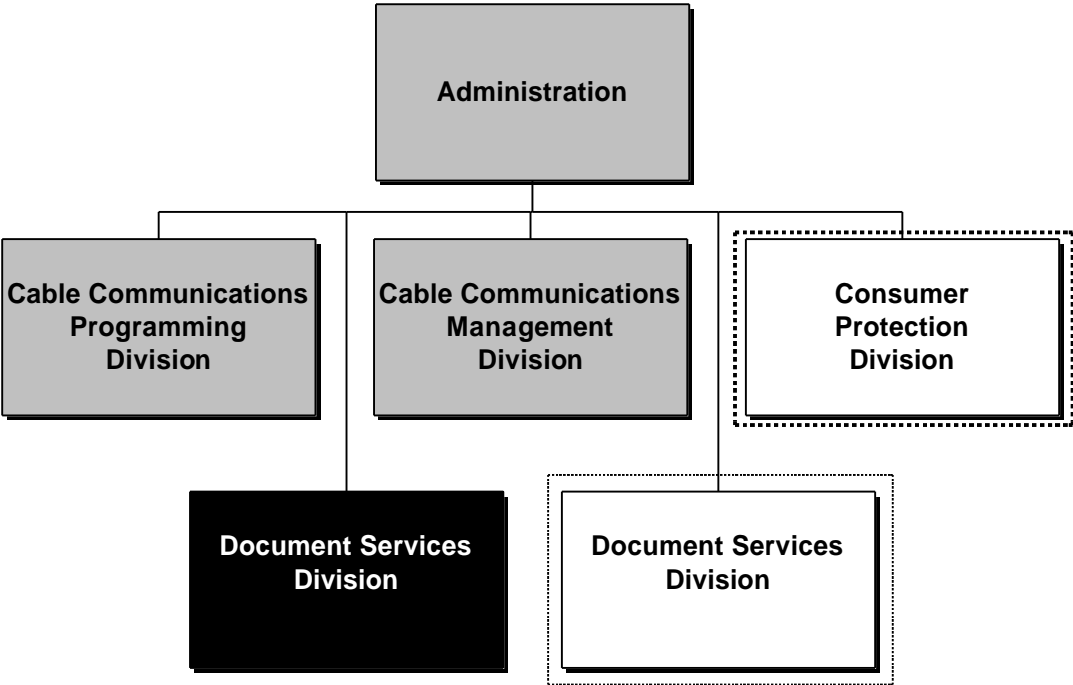 Administration
Cable Communications
Programming
Division
Cable Communications
Management
Division
Consumer
Protection
Division
Document Services
Division
Document Services
Division